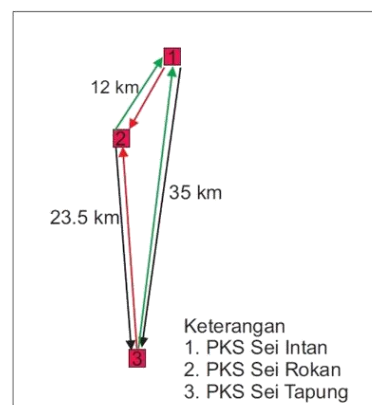 1
12 km
2
35 km
23.5 km
3
Keterangan
1. PKS Sei Intan
2. PKS Sei Rokan
3. PKS Sei Tapung